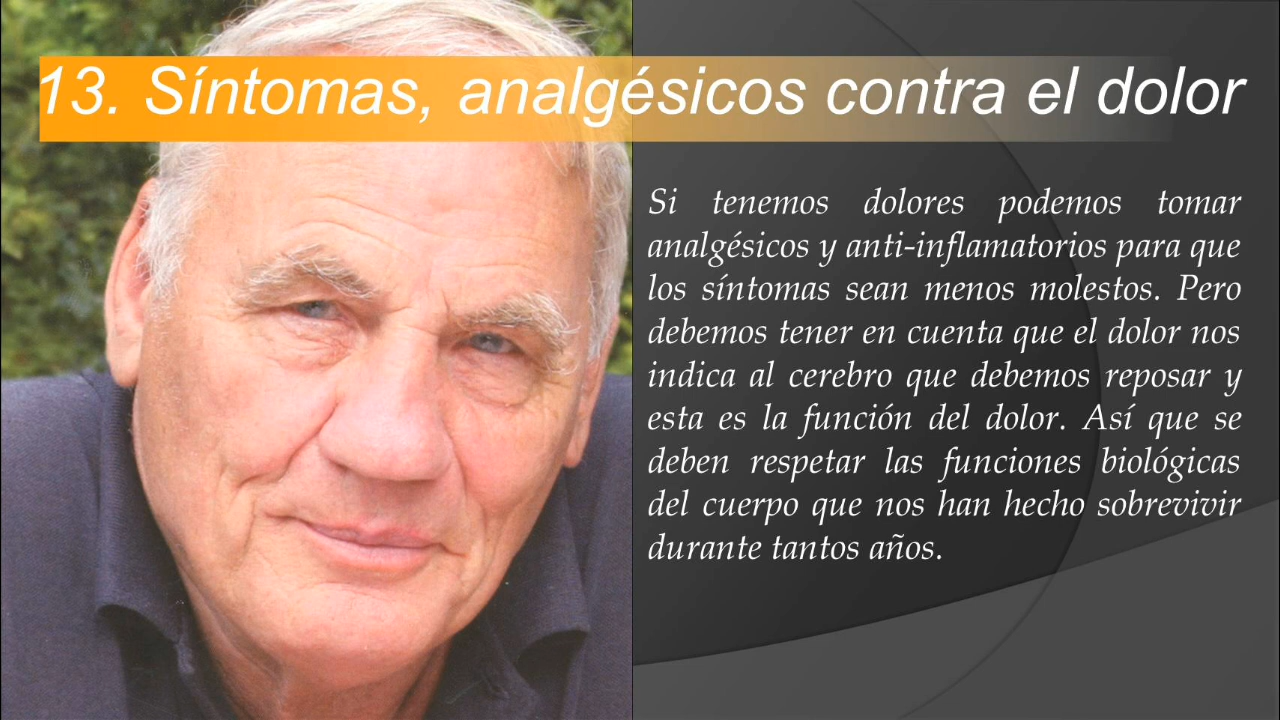 13. Síntomas, analgésicos contra el dolor
Si tenemos dolores podemos tomar
analgésicos y anti-inflamatorios para que
los síntomas sean menos molestos. Pero
debemos tener en cuenta que el dolor nos
indica al cerebro que debemos reposar y
esta es la función del dolor. Así que se
deben respetar las funciones biológicas
del cuerpo que nos han hecho sobrevivir
durante tantos años.